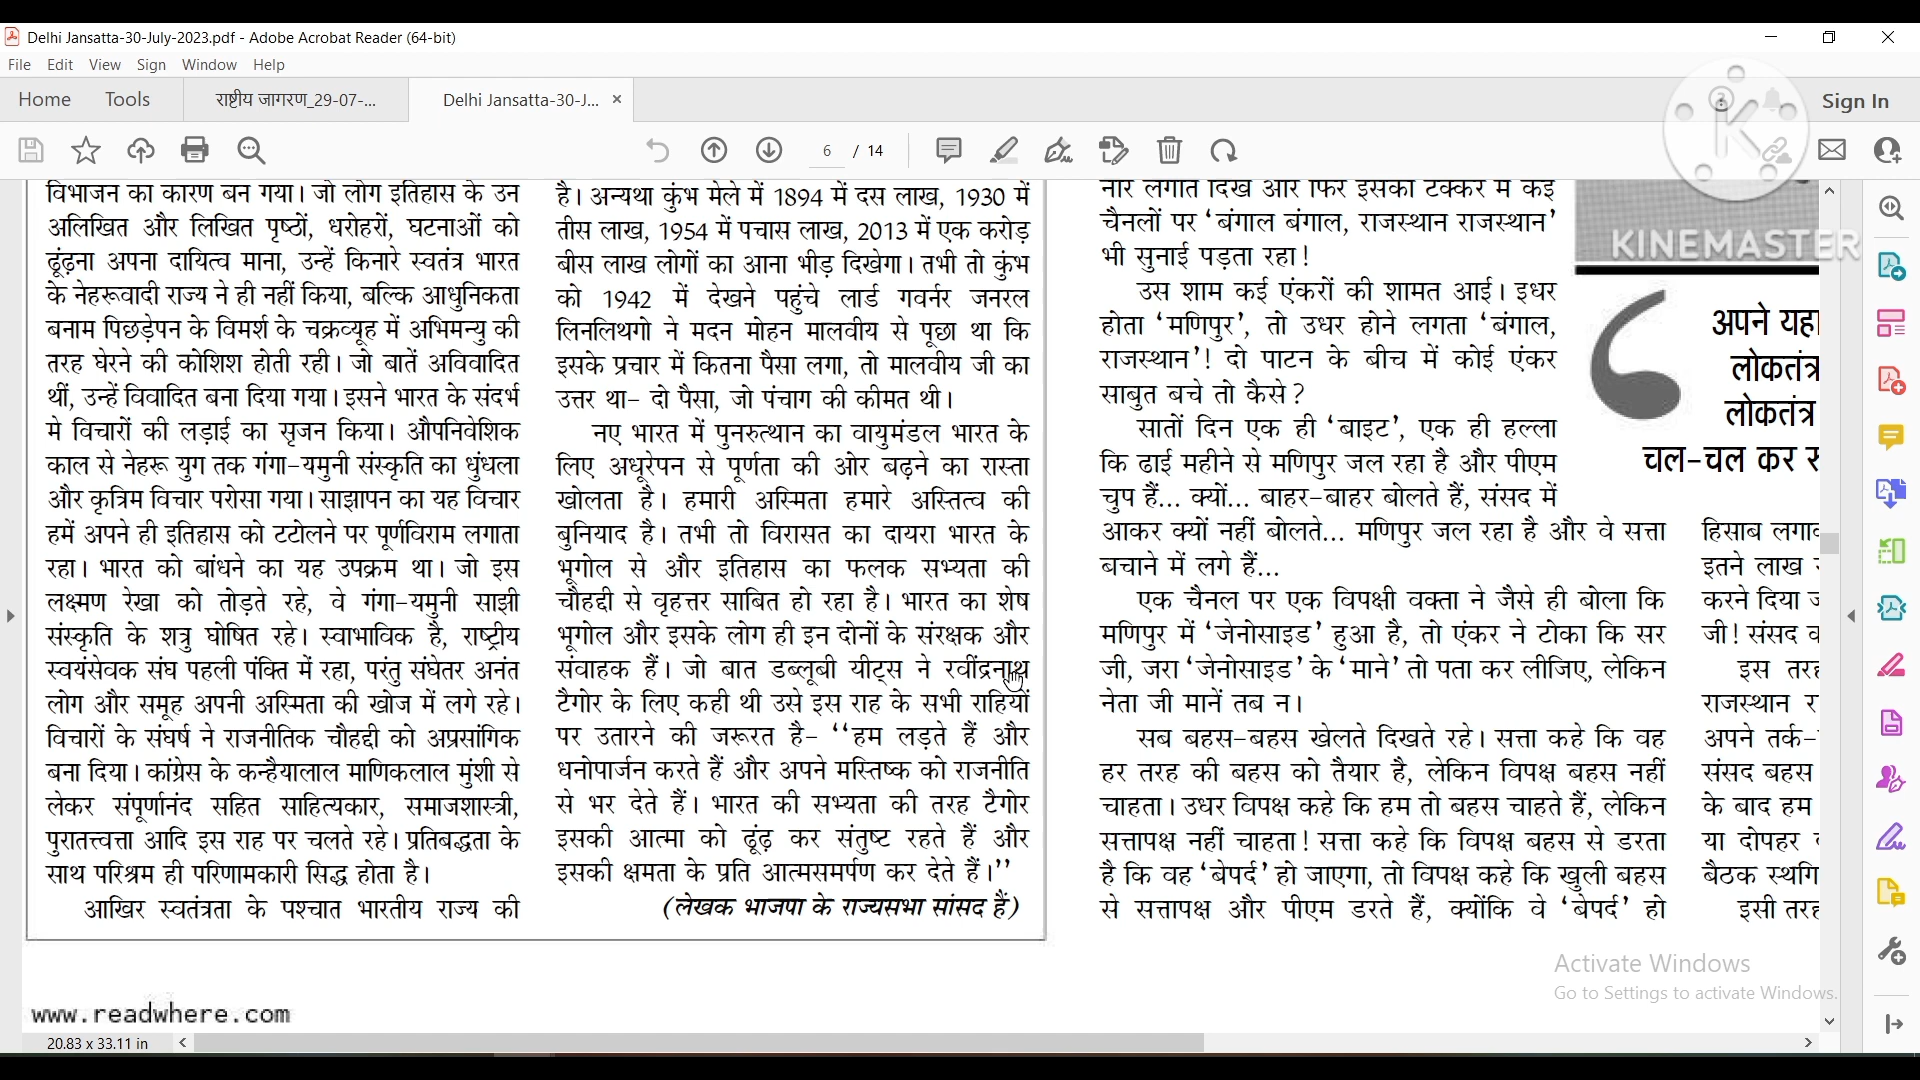 Delhi Jansatta-30-July-2023.pdf - Adobe Acrobat Reader (64-bit)
File Edit View Sign Window Help
Home Tools राष्ट्रीय जागरण_29-07-... Delhi Jansatta-30-J... × Sign In
6 / 14
KINEMASTER
विभाजन का कारण बन गया। जो लोग इतिहास के उन
अलिखित और लिखित पृष्ठों, धरोहरों, घटनाओं को
ढूंढ़ना अपना दायित्व माना, उन्हें किनारे स्वतंत्र भारत
के नेहरूवादी राज्य ने ही नहीं किया, बल्कि आधुनिकता
बनाम पिछड़ेपन के विमर्श के चक्रव्यूह में अभिमन्यु की
तरह घेरने की कोशिश होती रही। जो बातें अविवादित
थीं, उन्हें विवादित बना दिया गया। इसने भारत के संदर्भ
मे विचारों की लड़ाई का सृजन किया। औपनिवेशिक
काल से नेहरू युग तक गंगा-यमुनी संस्कृति का धुंधला
और कृत्रिम विचार परोसा गया। साझापन का यह विचार
हमें अपने ही इतिहास को टटोलने पर पूर्णविराम लगाता
रहा। भारत को बांधने का यह उपक्रम था। जो इस
लक्ष्मण रेखा को तोड़ते रहे, वे गंगा-यमुनी साझी
संस्कृति के शत्रु घोषित रहे। स्वाभाविक है, राष्ट्रीय
स्वयंसेवक संघ पहली पंक्ति में रहा, परंतु संघेतर अनंत
लोग और समूह अपनी अस्मिता की खोज में लगे रहे।
विचारों के संघर्ष ने राजनीतिक चौहद्दी को अप्रसांगिक
बना दिया। कांग्रेस के कन्हैयालाल माणिकलाल मुंशी से
लेकर संपूर्णानंद सहित साहित्यकार, समाजशास्त्री,
पुरातत्त्ववत्ता आदि इस राह पर चलते रहे। प्रतिबद्धता के
साथ परिश्रम ही परिणामकारी सिद्ध होता है।
आखिर स्वतंत्रता के पश्चात भारतीय राज्य की
है। अन्यथा कुंभ मेले में 1894 में दस लाख, 1930 में
तीस लाख, 1954 में पचास लाख, 2013 में एक करोड़
बीस लाख लोगों का आना भीड़ दिखेगा। तभी तो कुंभ
को 1942 में देखने पहुंचे लार्ड गवर्नर जनरल
लिनलिथगो ने मदन मोहन मालवीय से पूछा था कि
इसके प्रचार में कितना पैसा लगा, तो मालवीय जी का
उत्तर था- दो पैसा, जो पंचाग की कीमत थी।
नए भारत में पुनरुत्थान का वायुमंडल भारत के
लिए अधूरेपन से पूर्णता की ओर बढ़ने का रास्ता
खोलता है। हमारी अस्मिता हमारे अस्तित्व की
बुनियाद है। तभी तो विरासत का दायरा भारत के
भूगोल से और इतिहास का फलक सभ्यता की
चौहद्दी से वृहत्तर साबित हो रहा है। भारत का शेष
भूगोल और इसके लोग ही इन दोनों के संरक्षक और
संवाहक हैं। जो बात डब्लूबी यीट्स ने रवींद्रनाथ
टैगोर के लिए कही थी उसे इस राह के सभी राहियों
पर उतारने की जरूरत है- ‘‘हम लड़ते हैं और
धनोपार्जन करते हैं और अपने मस्तिष्क को राजनीति
से भर देते हैं। भारत की सभ्यता की तरह टैगोर
इसकी आत्मा को ढूंढ़ कर संतुष्ट रहते हैं और
इसकी क्षमता के प्रति आत्मसमर्पण कर देते हैं।’’
(लेखक भाजपा के राज्यसभा सांसद हैं)
चैनलों पर ‘बंगाल बंगाल, राजस्थान राजस्थान’
भी सुनाई पड़ता रहा!
उस शाम कई एंकरों की शामत आई। इधर
होता ‘मणिपुर’, तो उधर होने लगता ‘बंगाल,
राजस्थान’! दो पाटन के बीच में कोई एंकर
साबुत बचे तो कैसे?
सातों दिन एक ही ‘बाइट’, एक ही हल्ला
कि ढाई महीने से मणिपुर जल रहा है और पीएम
चुप हैं... क्यों... बाहर-बाहर बोलते हैं, संसद में
आकर क्यों नहीं बोलते... मणिपुर जल रहा है और वे सत्ता
बचाने में लगे हैं...
एक चैनल पर एक विपक्षी वक्ता ने जैसे ही बोला कि
मणिपुर में ‘जेनोसाइड’ हुआ है, तो एंकर ने टोका कि सर
जी, जरा ‘जेनोसाइड’ के ‘माने’ तो पता कर लीजिए, लेकिन
नेता जी मानें तब न।
सब बहस-बहस खेलते दिखते रहे। सत्ता कहे कि वह
हर तरह की बहस को तैयार है, लेकिन विपक्ष बहस नहीं
चाहता। उधर विपक्ष कहे कि हम तो बहस चाहते हैं, लेकिन
सत्तापक्ष नहीं चाहता! सत्ता कहे कि विपक्ष बहस से डरता
है कि वह ‘बेपर्द’ हो जाएगा, तो विपक्ष कहे कि खुली बहस
से सत्तापक्ष और पीएम डरते हैं, क्योंकि वे ‘बेपर्द’ हो
अपने
लोकतंत्र
लोकतंत्र
चल-चल कर
हिसाब
इतने लाख
करने दिया
जी! संसद
इस
राजस्थान
अपने तर्क-
संसद बहस
के बाद हम
या दोपहर
बैठक
इसी
Activate Windows
Go to Settings to activate Windows.
www.readwhere.com
20.83 x 33.11 in